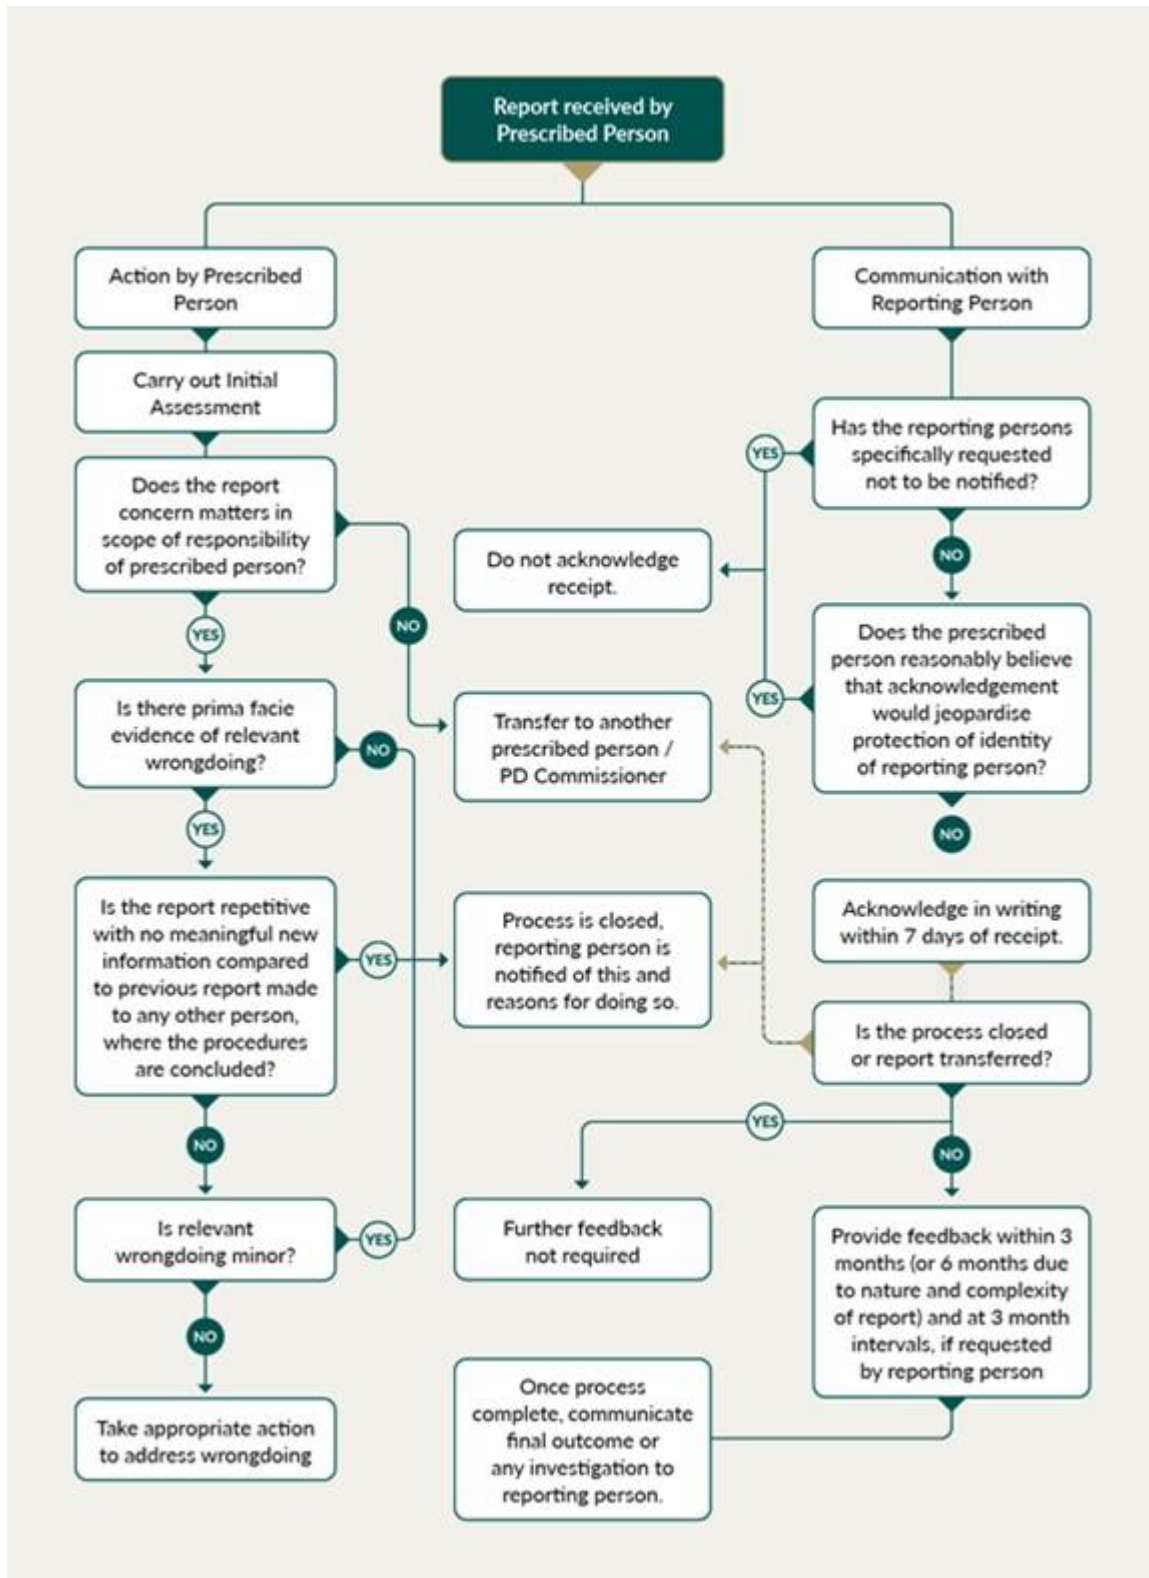 Report received by
Prescribed Person
Action by Prescribed
Person
Carry out Initial
Assessment
Does the report
concern matters in
scope of responsibility
of prescribed person?
NO
YES
Is there prima facie
evidence of relevant
wrongdoing?
NO
YES
Is the report repetitive
with no meaningful new
information compared
to previous report made
to any other person,
where the procedures
are concluded?
YES
NO
Is relevant
wrongdoing minor?
YES
NO
Take appropriate action
to address wrongdoing
Do not acknowledge
receipt.
Transfer to another
prescribed person /
PD Commissioner
Process is closed,
reporting person is
notified of this and
reasons for doing so.
Communication with
Reporting Person
Has the reporting persons
specifically requested
not to be notified?
YES
NO
Does the prescribed
person reasonably believe
that acknowledgement
would jeopardise
protection of identity
of reporting person?
YES
NO
Acknowledge in writing
within 7 days of receipt.
Is the process closed
or report transferred?
YES
NO
Further feedback
not required
Provide feedback within 3
months (or 6 months due
to nature and complexity
of report) and at 3 month
intervals, if requested
by reporting person
Once process
complete, communicate
final outcome or
any investigation to
reporting person.